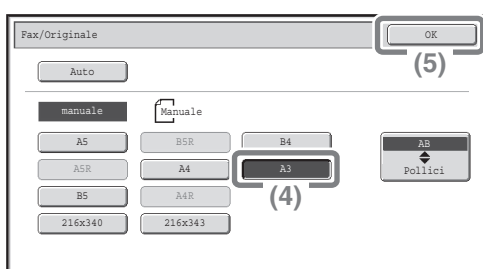 Fax/Originale
OK
(5)
Auto
manuale
Manuale
A5
B5R
B4
AB
Pollici
A5R
A4
A3
(4)
B5
A4R
216x340
216x343